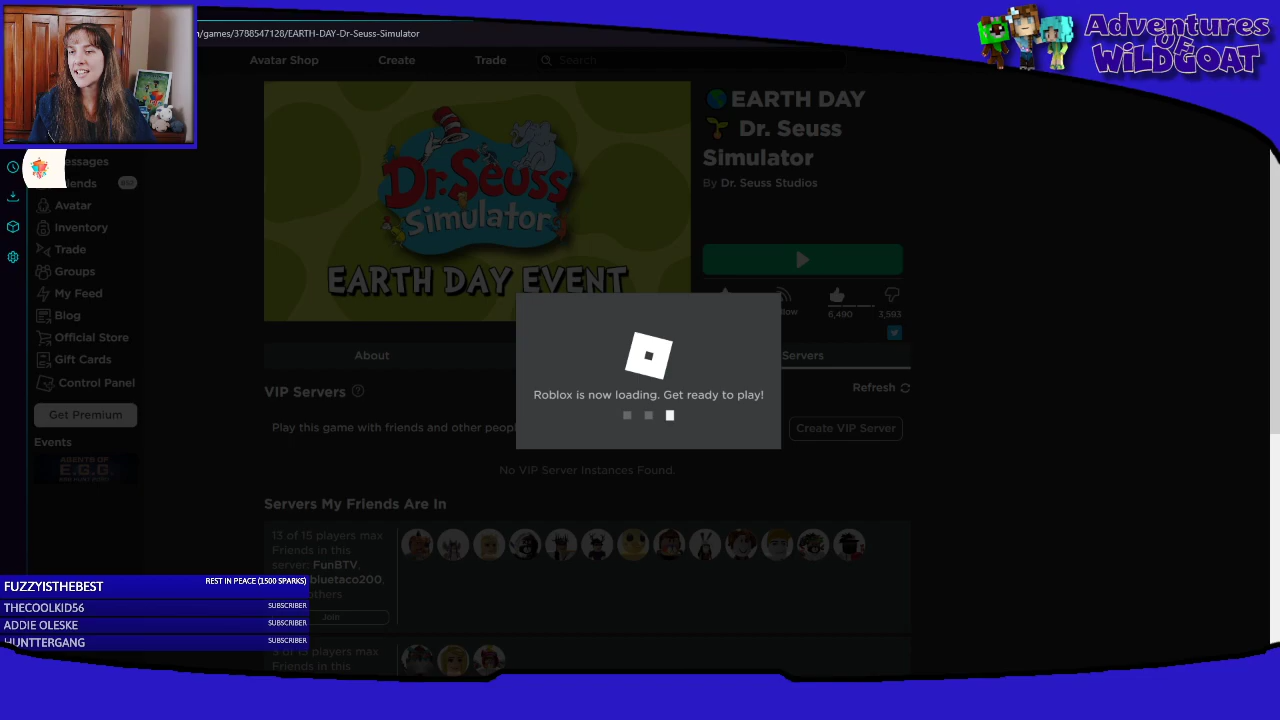 n/games/3788547128/EARTH-DAY-Dr-Seuss-Simulator
Adventures
OF
WILDGOAT
Avatar Shop Create Trade Search
EARTH DAY
Dr. Seuss
Simulator
By Dr. Seuss Studios
Dr. Seuss
Simulator
EARTH DAY EVENT
essages
iends
Avatar
Inventory
Trade
Groups
My Feed
Blog
Official Store
Gift Cards
Control Panel
Get Premium
Events
AGENTS OF
E.G.G.
llow 6,490 3,593
About Servers
Roblox is now loading. Get ready to play!
VIP Servers ? Refresh
Play this game with friends and other peopl Create VIP Server
No VIP Server Instances Found.
Servers My Friends Are In
13 of 15 players max
Friends in this
server: FunBTV,
bluetaco200,
others
Join
15 players max
Friends in this
FUZZYISTHEBEST REST IN PEACE (1500 SPARKS)
THECOOLKID56 SUBSCRIBER
ADDIE OLESKE SUBSCRIBER
HUNTTERGANG SUBSCRIBER